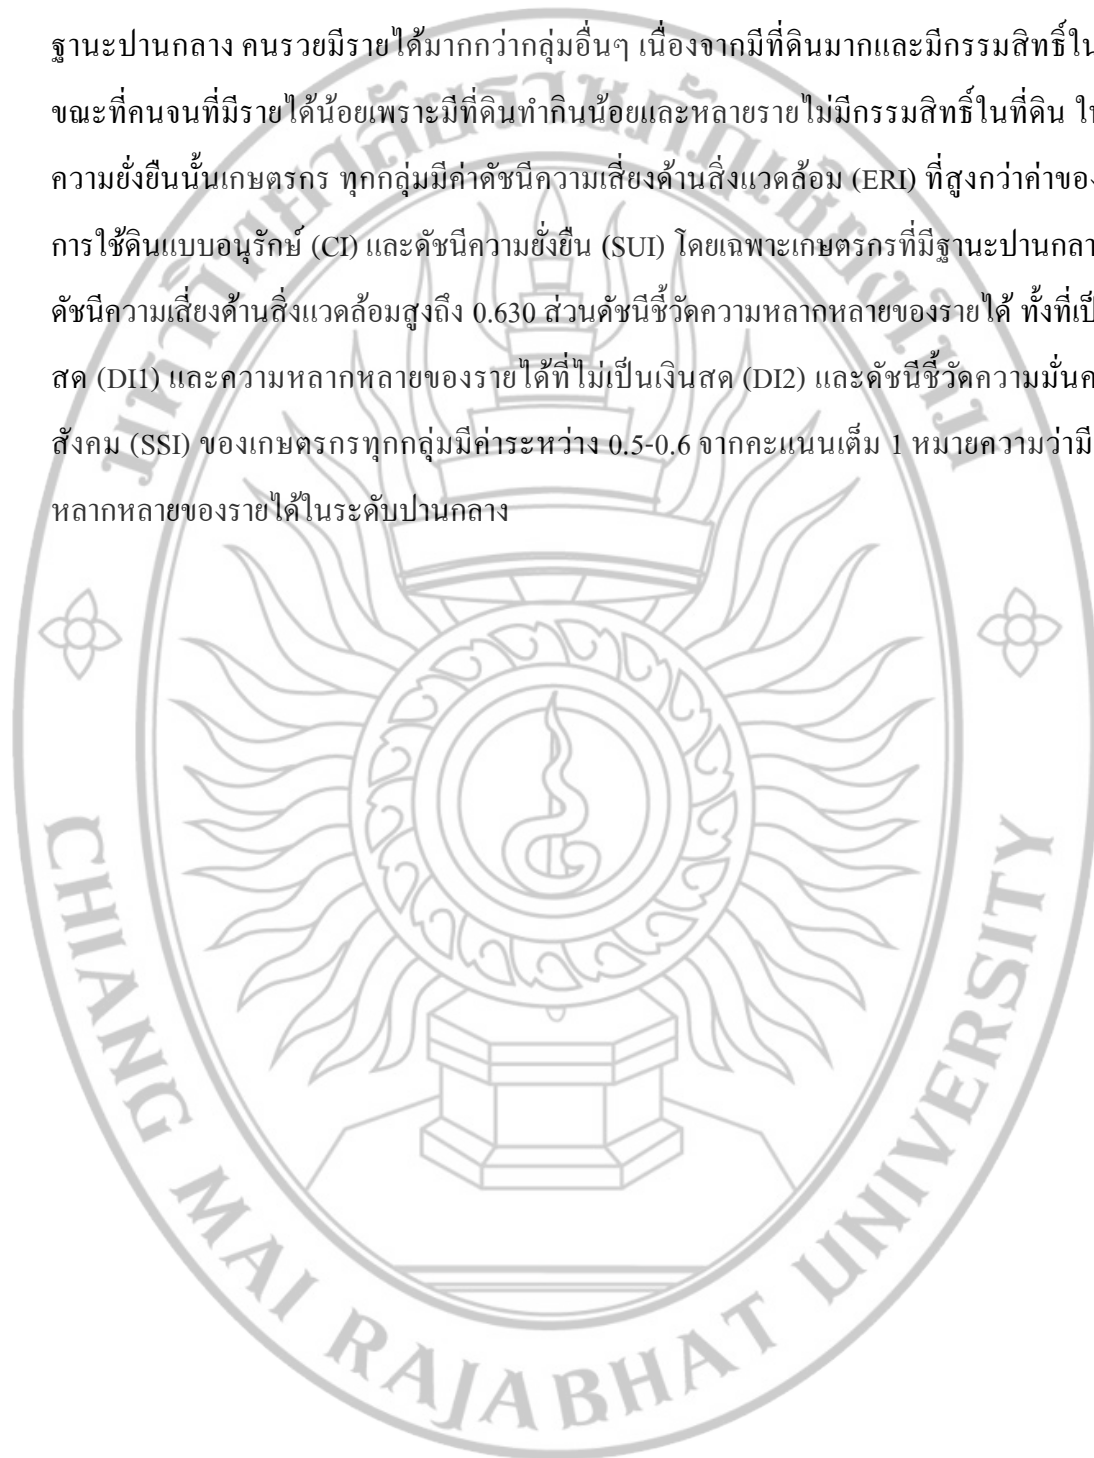 ฐานะปานกลาง คนรวยมีรายได้มากกว่ากลุ่มอื่นๆ เนื่องจากมีที่ดินมากและมีกรรมสิทธิ์ใน
ขณะที่คนจนที่มีรายได้น้อยเพราะมีที่ดินทำกินน้อยและหลายรายไม่มีกรรมสิทธิ์ในที่ดิน
ความยั่งยืนนั้นเกษตรกร ทุกกลุ่มมีค่าดัชนีความเสี่ยงด้านสิ่งแวดล้อม (ERI) ที่สูงกว่าค่าของ
การใช้ดินแบบอนุรักษ์ (CI) และดัชนีความยั่งยืน (SUI) โดยเฉพาะเกษตรกรที่มีฐานะปานกลา
ดัชนีความเสี่ยงด้านสิ่งแวดล้อมสูงถึง 0.630 ส่วนดัชนีชี้วัดความหลากหลายของรายได้ ทั้งที่เป็
สด (DI1) และความหลากหลายของรายได้ที่ไม่เป็นเงินสด (DI2) และดัชนีชี้วัดความมั่นค
สังคม (SSI) ของเกษตรกรทุกกลุ่มมีค่าระหว่าง 0.5-0.6 จากคะแนนเต็ม 1 หมายความว่ามี
หลากหลายของรายได้ในระดับปานกลาง
มหาวิทยาลัยราชภัฏเชียงใหม่
CHIANG MAI RAJABHAT UNIVERSITY